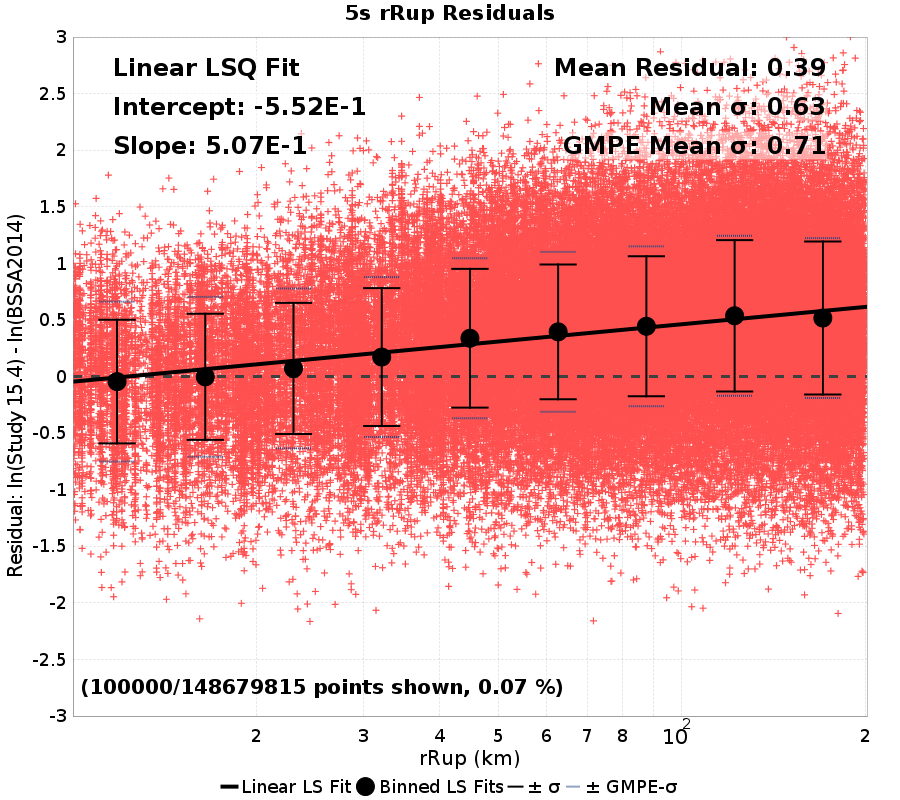 5s rRup Residuals
Linear LSQ Fit
Intercept: -5.52E-1
Slope: 5.07E-1
Mean Residual: 0.39
Mean σ: 0.63
GMPE Mean σ: 0.71
3
2.5
2
1.5
1
0.5
0
-0.5
-1
-1.5
-2
-2.5
-3
Residual: ln(Study 15.4) - ln(BSSA2014)
(100000/148679815 points shown, 0.07 %)
2 3 4 5 6 7 8 10² 2
rRup (km)
Linear LS Fit Binned LS Fits ± σ ± GMPE-σ